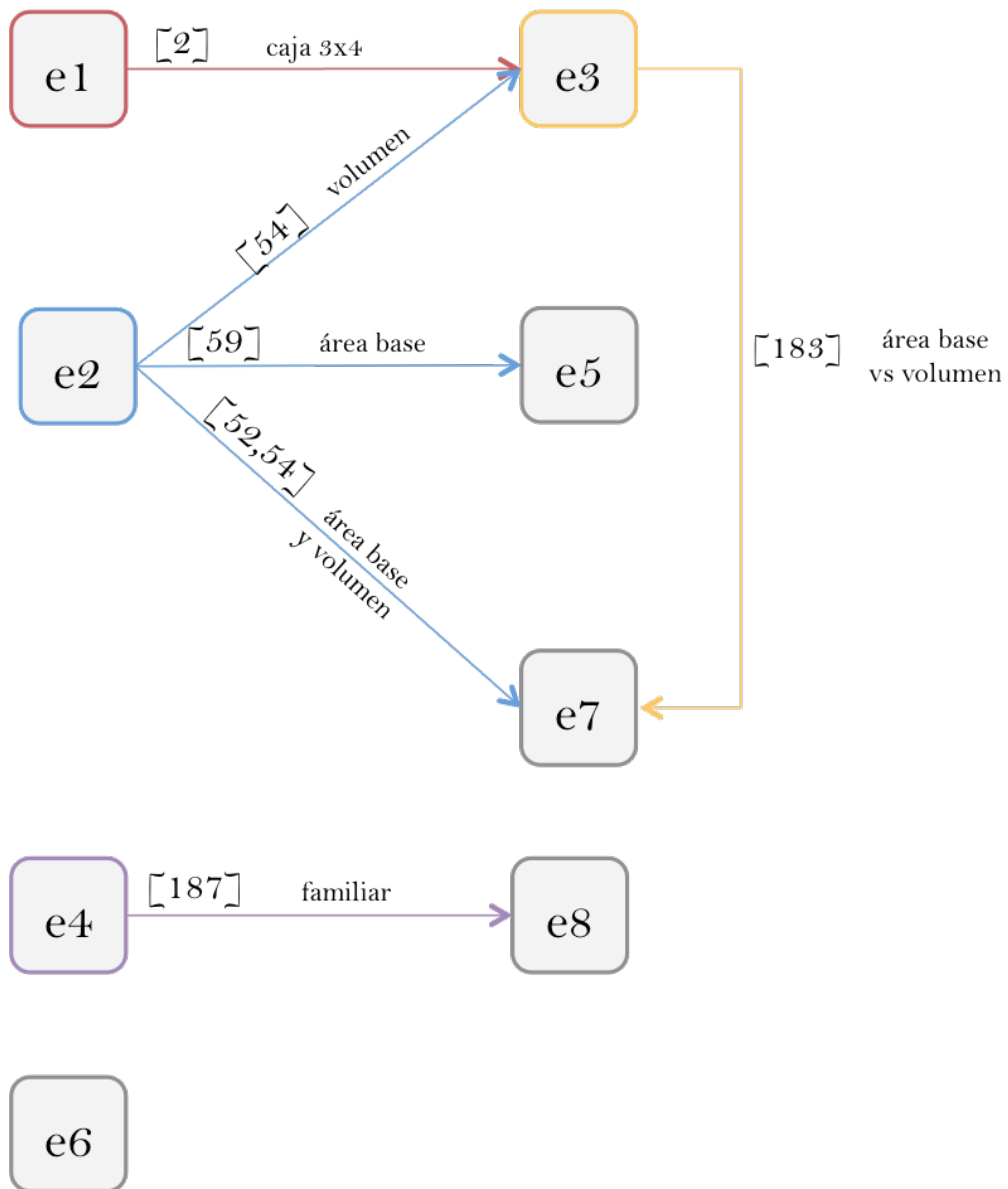 e1
[2]
caja 3x4
e3
[54]
volumen
e2
[59]
área base
e5
[183]
área base
vs volumen
[52,54]
área base
y volumen
e7
e4
[187]
familiar
e8
e6